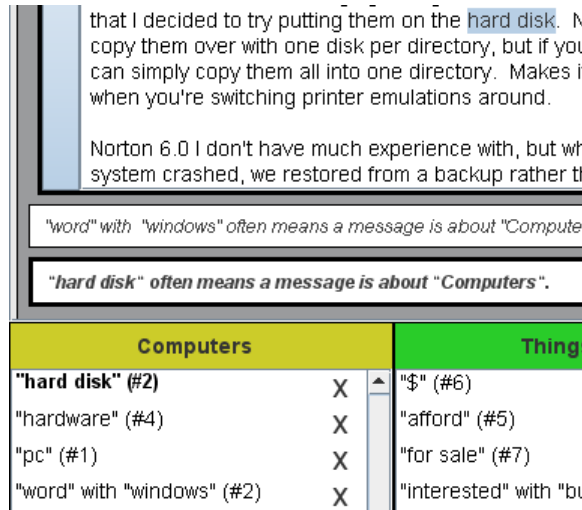 that I decided to try putting them on the hard disk. N
copy them over with one disk per directory, but if you
can simply copy them all into one directory. Makes i
when you're switching printer emulations around.
Norton 6.0 I don't have much experience with, but wh
system crashed, we restored from a backup rather th
"word" with "windows" often means a message is about "Compute
"hard disk" often means a message is about "Computers".
Computers
"hard disk" (#2) X
"hardware" (#4) X
"pc" (#1) X
"word" with "windows" (#2) X
Thing
"$" (#6)
"afford" (#5)
"for sale" (#7)
"interested" with "bu